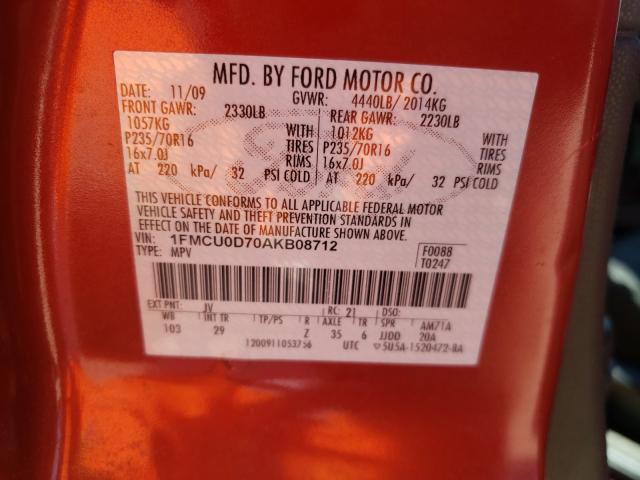 MFD. BY FORD MOTOR CO.
DATE: 11/09 GVWR: 4440LB/ 2014KG
FRONT GAWR: 2330LB REAR GAWR: 2230LB
1057KG WITH 1012KG WITH
P235/70R16 TIRES P235/70R16 TIRES
16x7.0J RIMS 16x7.0J RIMS
AT 220 kPa/ 32 PSI COLD AT 220 kPa/ 32 PSI COLD
THIS VEHICLE CONFORMS TO ALL APPLICABLE FEDERAL MOTOR
VEHICLE SAFETY AND THEFT PREVENTION STANDARDS IN
EFFECT ON THE DATE OF MANUFACTURE SHOWN ABOVE.
VIN: 1FMCU0D70AKB08712 F0088
TYPE: MPV T0247
EXT PNT: JV RC: 21 DSO:
WB INT TR TP/PS R AXLE TR SPR AM71A
103 29 Z 35 6 JJDD 20A
1200911053756 UTC 5U5A-1520472-BA